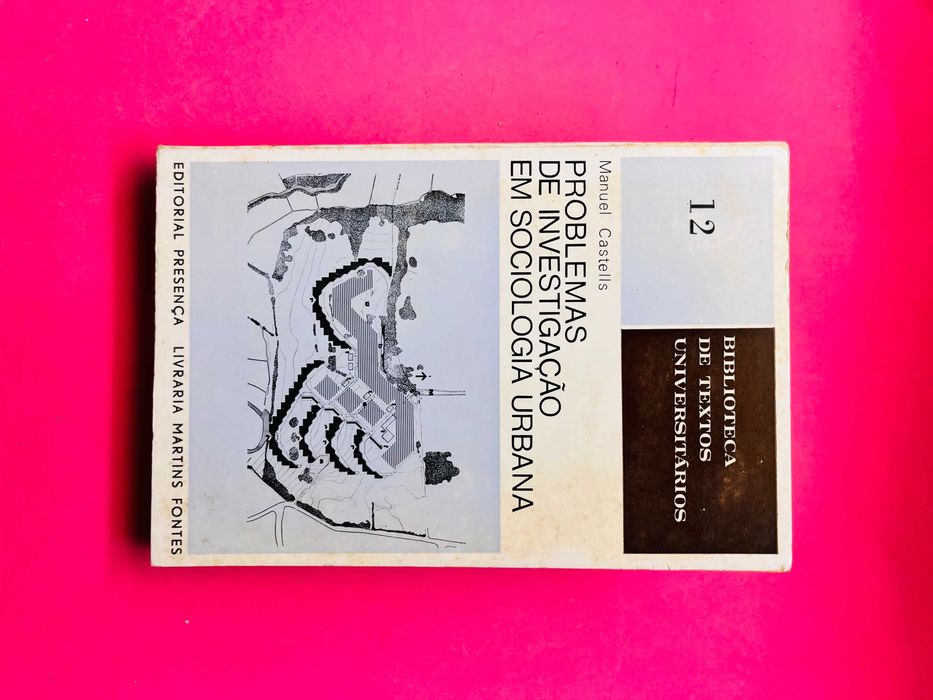 12
BIBLIOTECA
DE TEXTOS
UNIVERSITÁRIOS
Manuel Castells
PROBLEMAS
DE INVESTIGAÇÃO
EM SOCIOLOGIA URBANA
EDITORIAL PRESENÇA LIVRARIA MARTINS FONTES